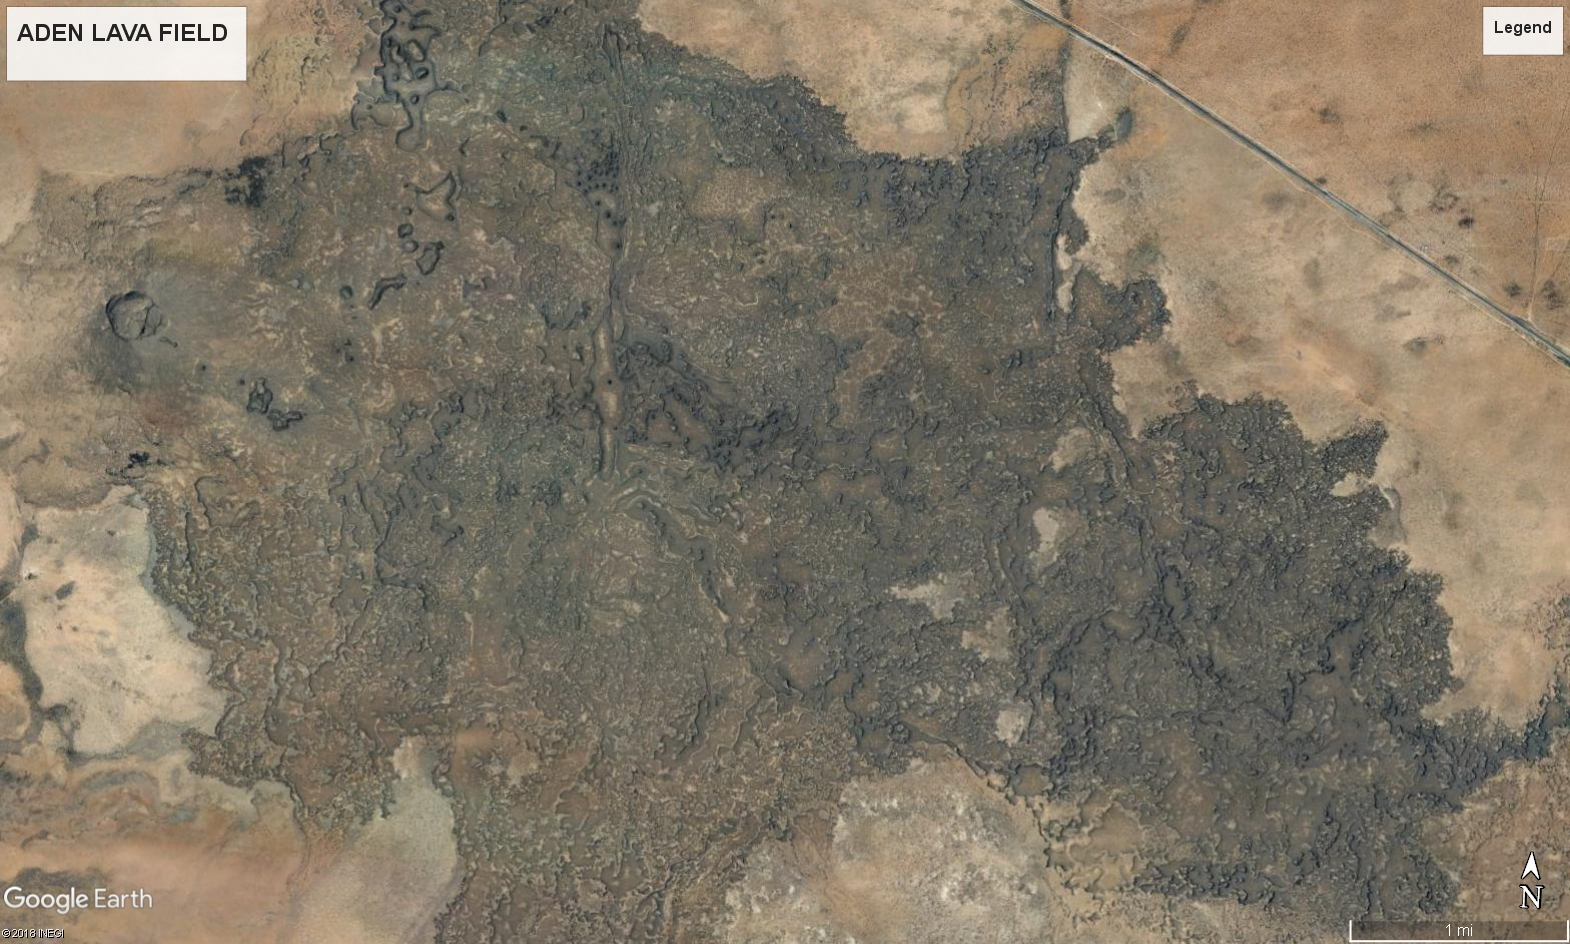 ADEN LAVA FIELD
Legend
N
Google Earth
©2018 INEGI
1 mi